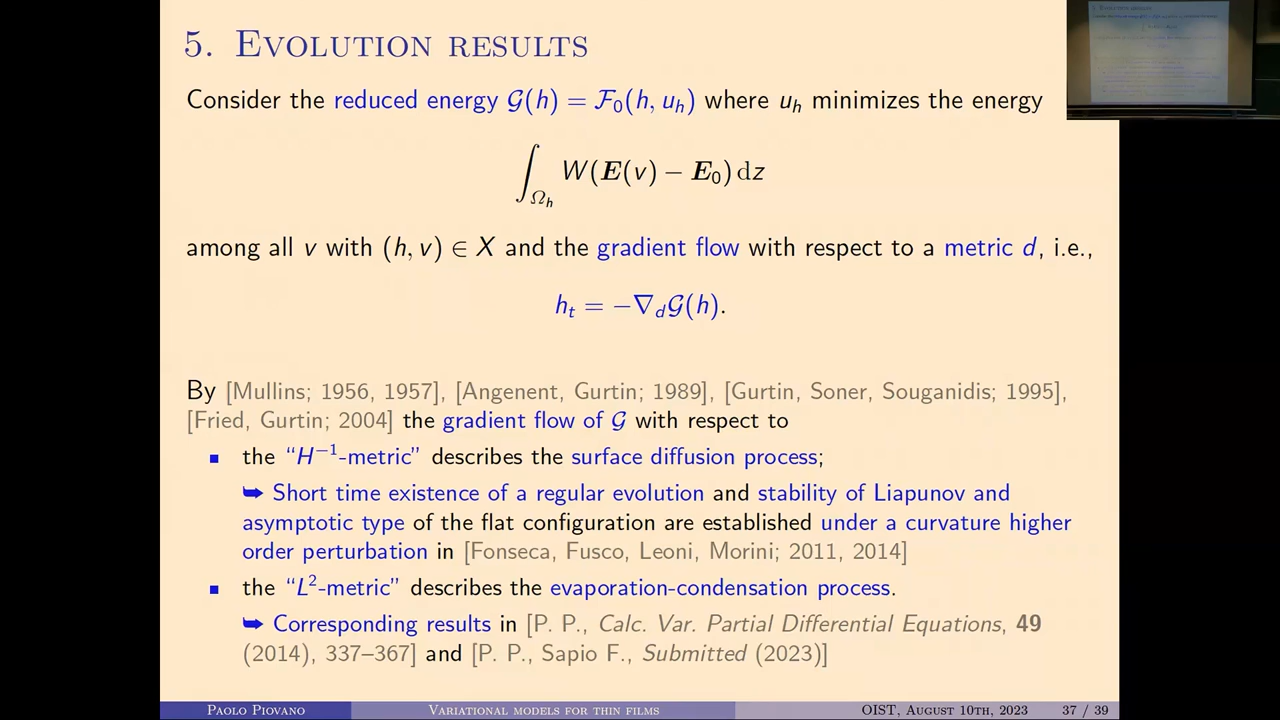 5. Evolution results
Consider the reduced energy 𝒢(h) = ℱ₀(h, uₕ) where uₕ minimizes the energy
∫_{Ωₕ} W(𝑬(v) − 𝑬₀) dz
among all v with (h, v) ∈ X and the gradient flow with respect to a metric d, i.e.,
hₜ = −∇_d 𝒢(h).
By [Mullins; 1956, 1957], [Angenent, Gurtin; 1989], [Gurtin, Soner, Souganidis; 1995],
[Fried, Gurtin; 2004] the gradient flow of 𝒢 with respect to
▪ the “H⁻¹-metric” describes the surface diffusion process;
➥ Short time existence of a regular evolution and stability of Liapunov and
asymptotic type of the flat configuration are established under a curvature higher
order perturbation in [Fonseca, Fusco, Leoni, Morini; 2011, 2014]
▪ the “L²-metric” describes the evaporation-condensation process.
➥ Corresponding results in [P. P., Calc. Var. Partial Differential Equations, 49
(2014), 337–367] and [P. P., Sapio F., Submitted (2023)]
Paolo Piovano Variational models for thin films OIST, August 10th, 2023 37 / 39